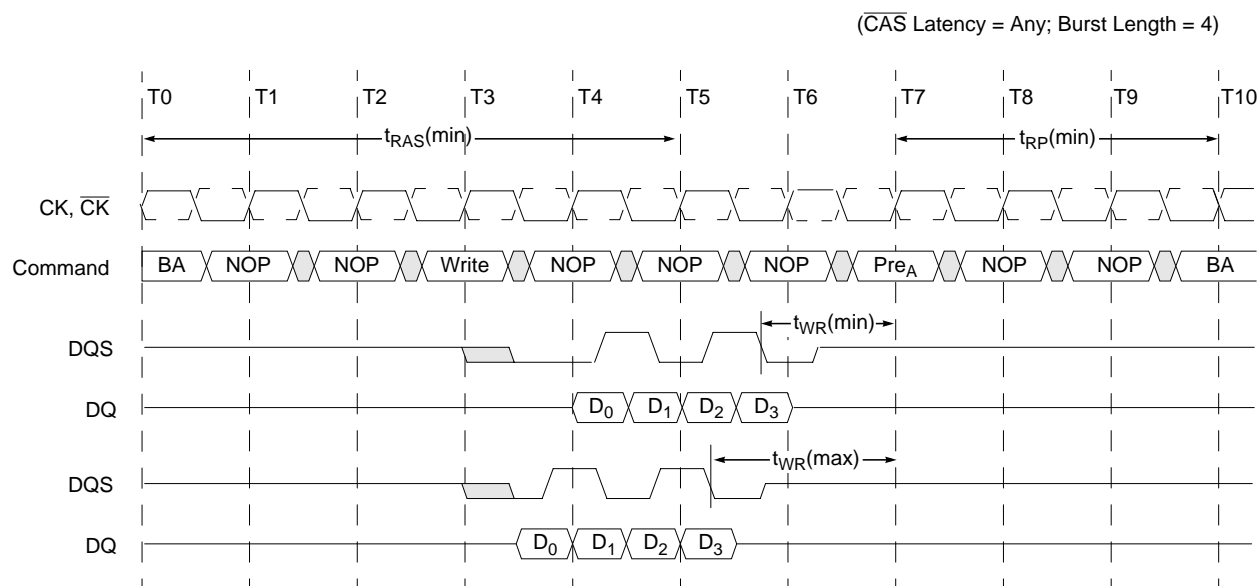 (C̅A̅S̅ Latency = Any; Burst Length = 4)
T0 T1 T2 T3 T4 T5 T6 T7 T8 T9 T10
tRAS(min) tRP(min)
CK, C̅K̅
Command BA NOP NOP Write NOP NOP NOP PreA NOP NOP BA
tWR(min)
DQS
DQ D0 D1 D2 D3
tWR(max)
DQS
DQ D0 D1 D2 D3